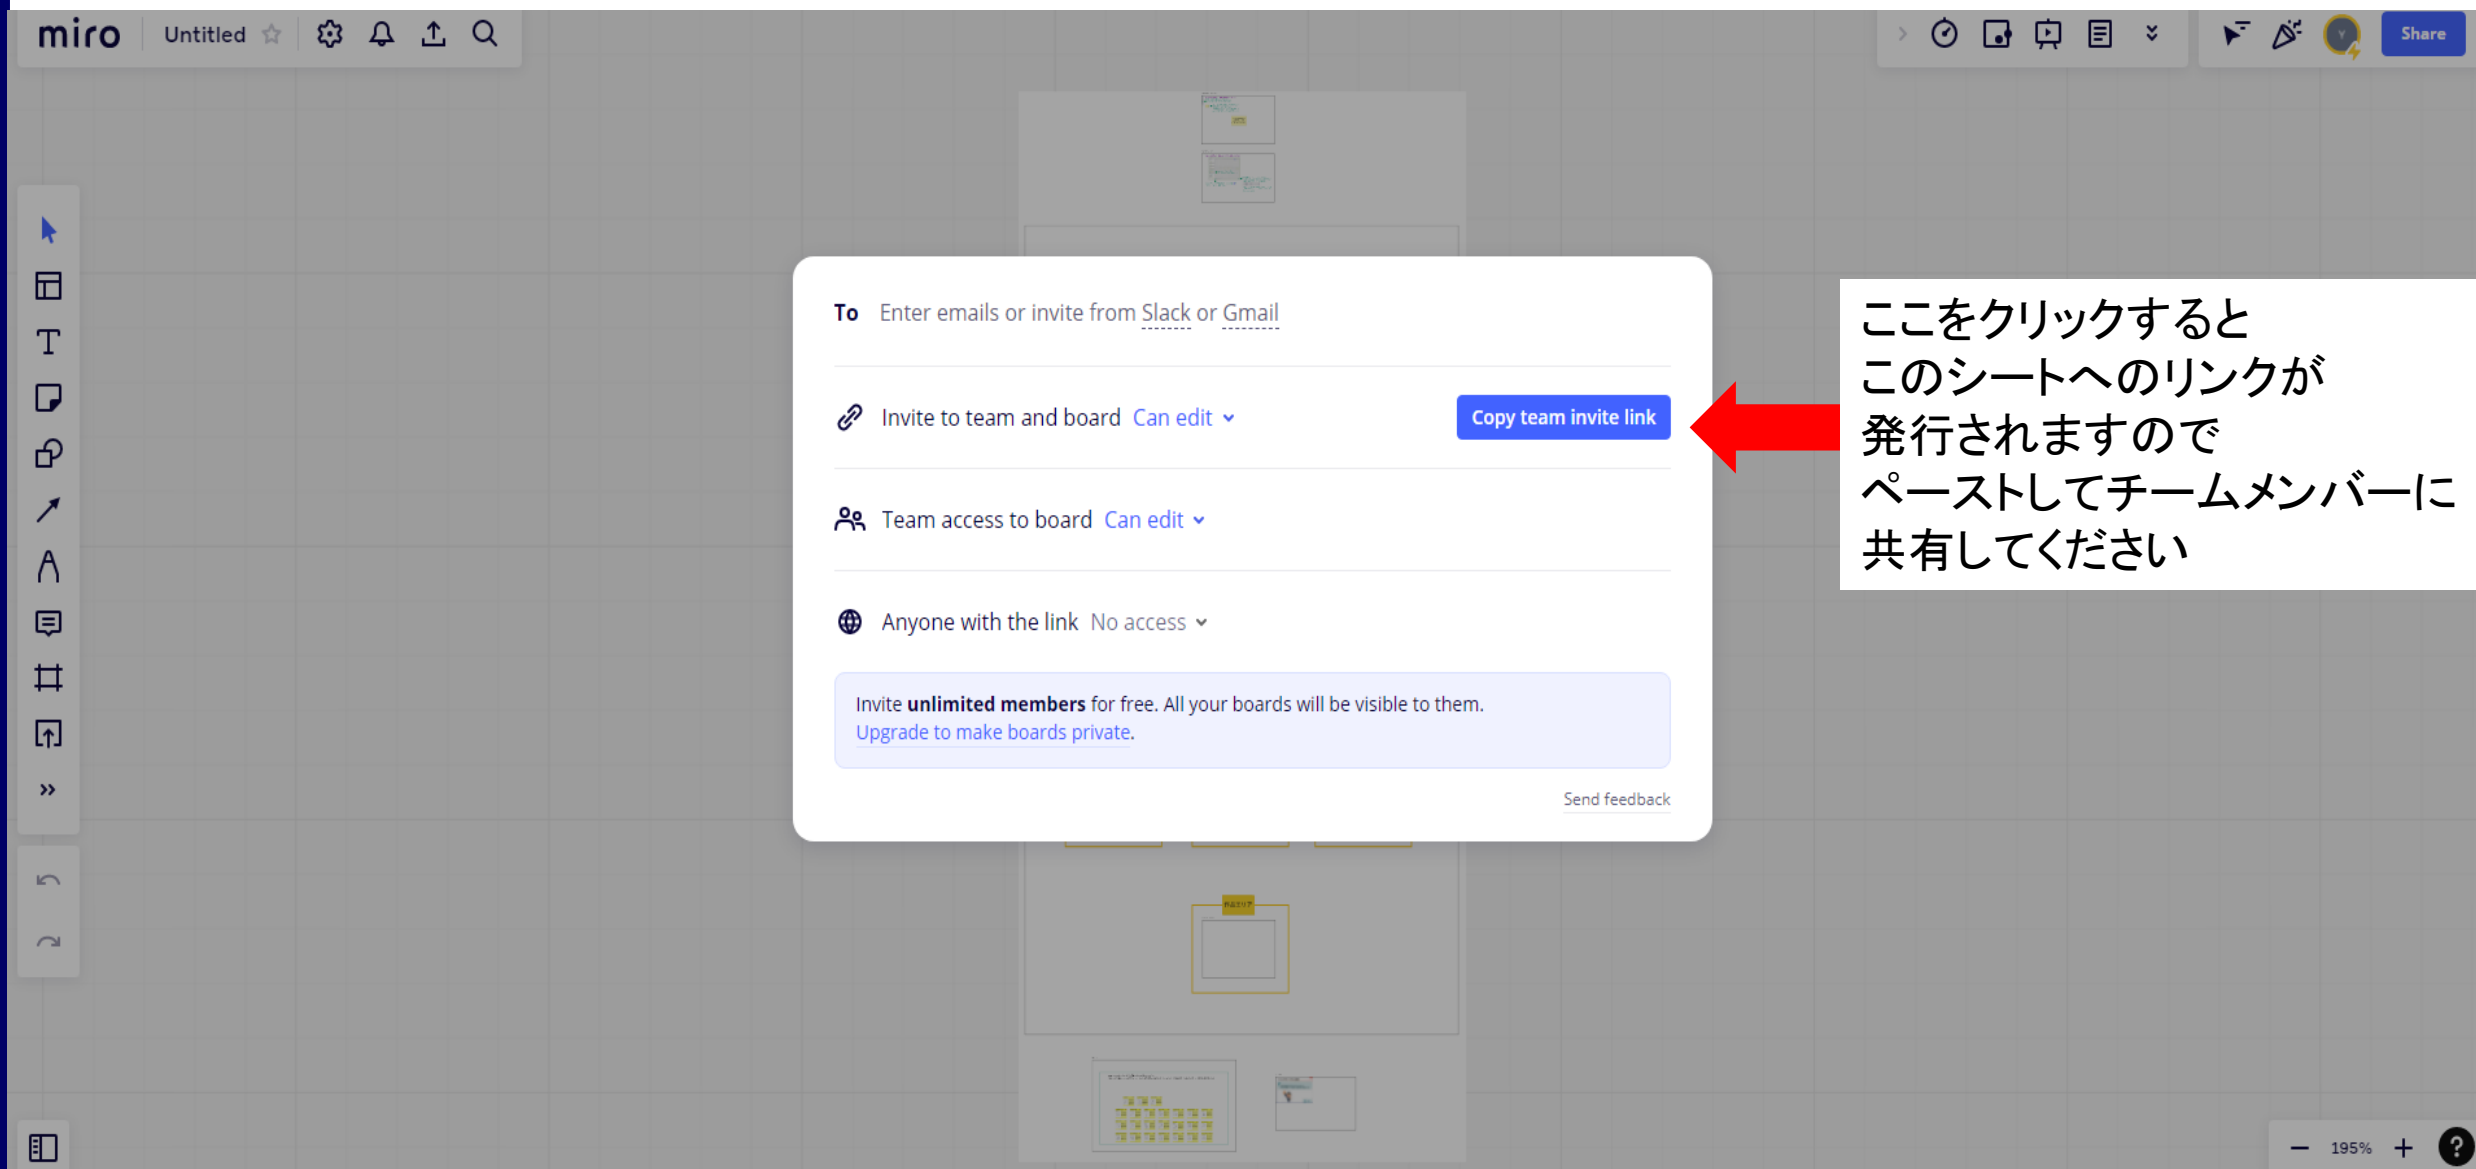 miro
Untitled
Share
To Enter emails or invite from Slack or Gmail
Invite to team and board Can edit
Copy team invite link
Team access to board Can edit
Anyone with the link No access
Invite unlimited members for free. All your boards will be visible to them.
Upgrade to make boards private.
Send feedback
ここをクリックすると
このシートへのリンクが
発行されますので
ペーストしてチームメンバーに
共有してください
Y
195%